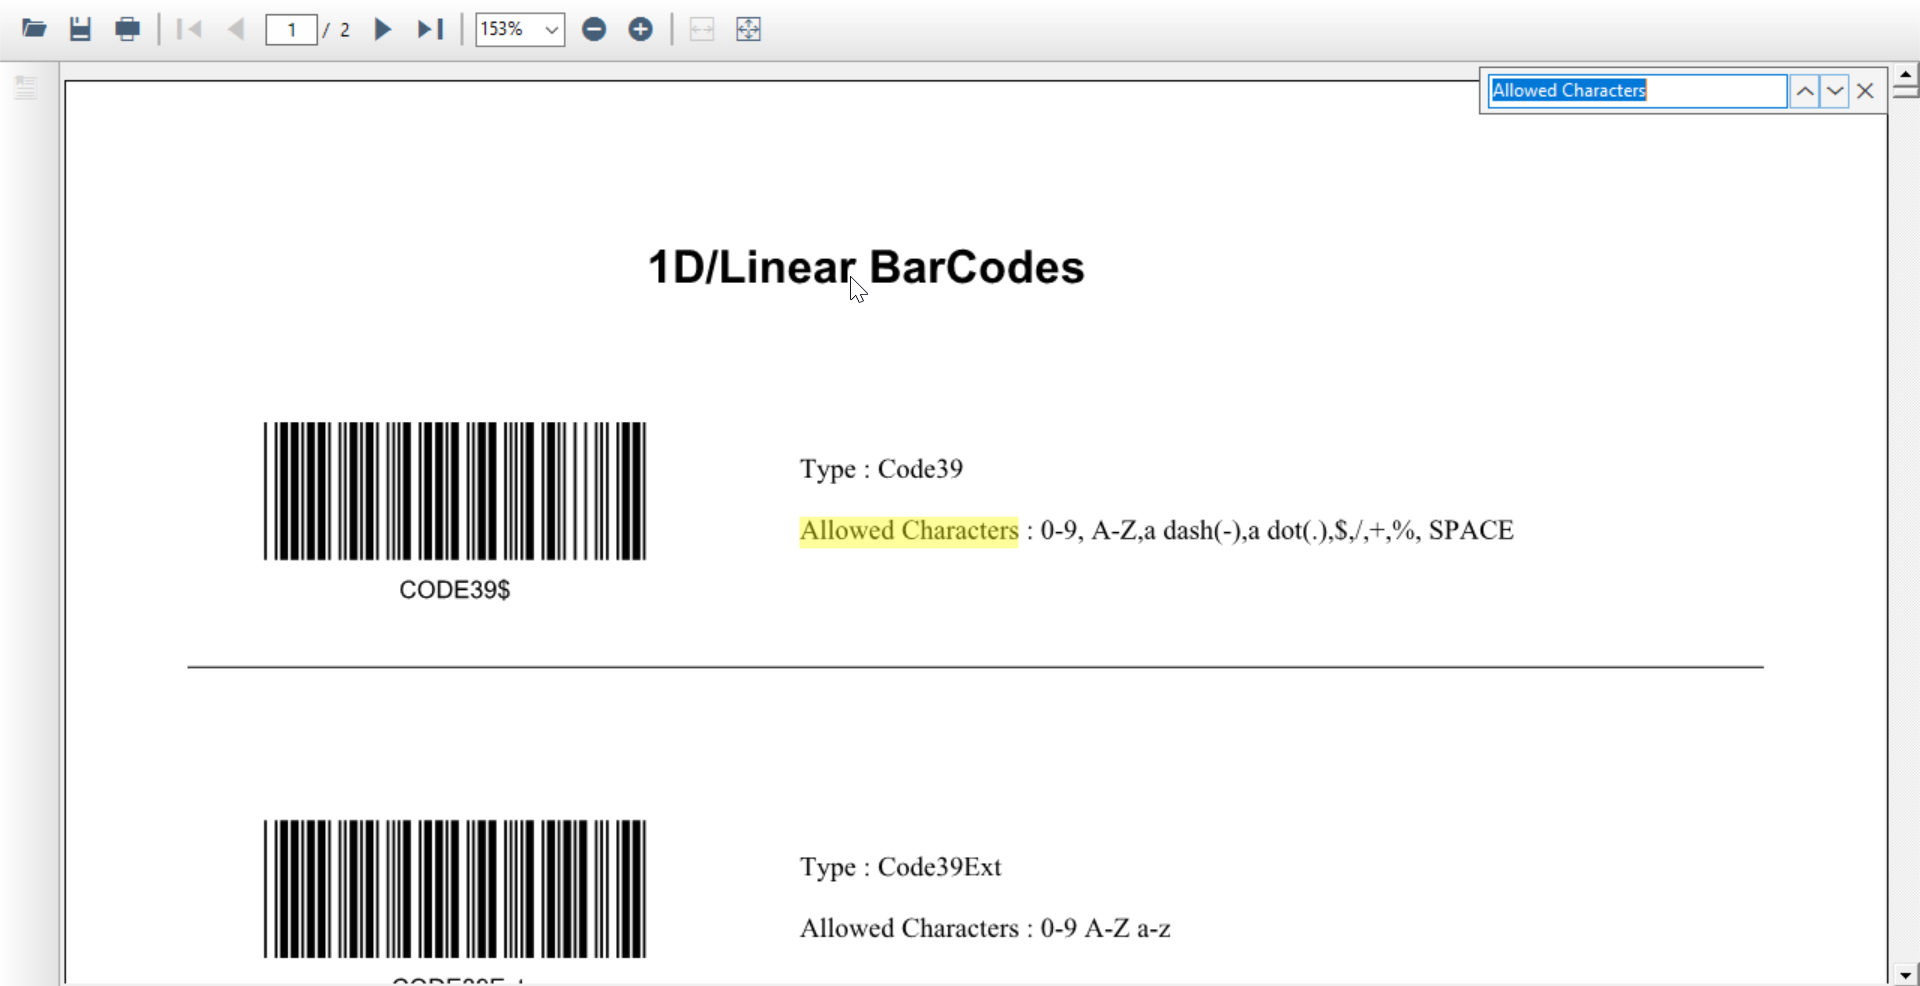 1 / 2 153%
Allowed Characters
1D/Linear BarCodes
Type : Code39
Allowed Characters : 0-9, A-Z,a dash(-),a dot(.),$,/,+,%, SPACE
CODE39$
Type : Code39Ext
Allowed Characters : 0-9 A-Z a-z